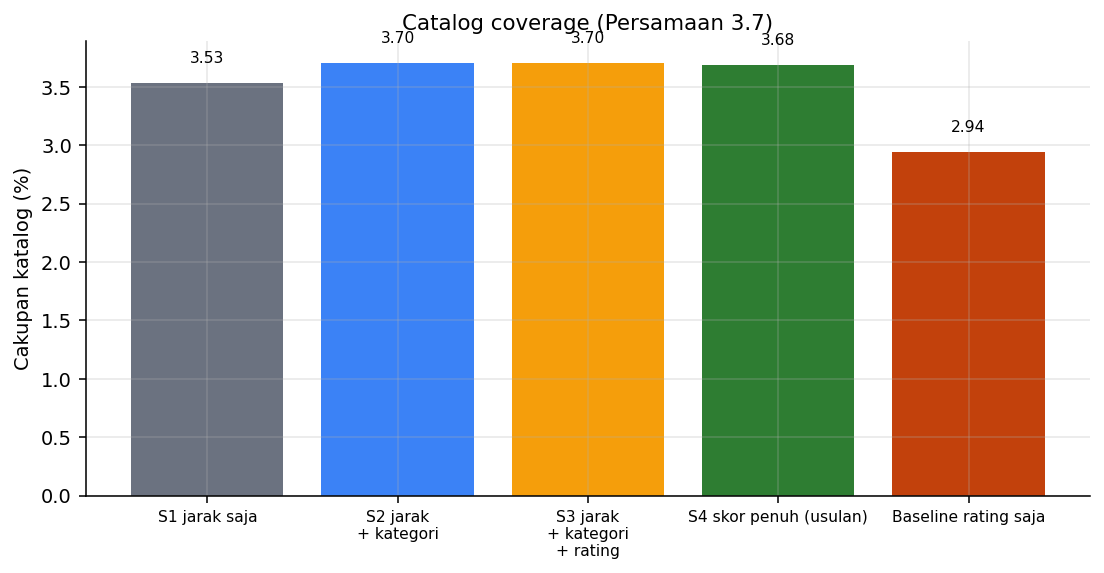 Catalog coverage (Persamaan 3.7)
3.53
3.70
3.70
3.68
2.94
Cakupan katalog (%)
3.5
3.0
2.5
2.0
1.5
1.0
0.5
0.0
S1 jarak saja
S2 jarak
+ kategori
S3 jarak
+ kategori
+ rating
S4 skor penuh (usulan)
Baseline rating saja